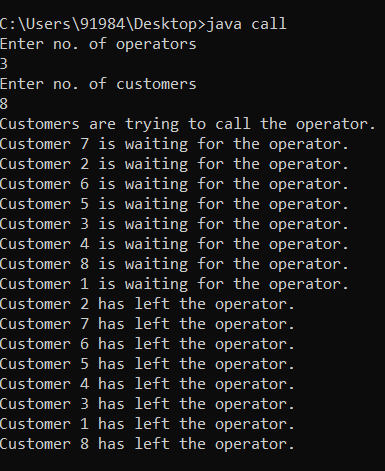 C:\Users\91984\Desktop>java call
Enter no. of operators
3
Enter no. of customers
8
Customers are trying to call the operator.
Customer 7 is waiting for the operator.
Customer 2 is waiting for the operator.
Customer 6 is waiting for the operator.
Customer 5 is waiting for the operator.
Customer 3 is waiting for the operator.
Customer 4 is waiting for the operator.
Customer 8 is waiting for the operator.
Customer 1 is waiting for the operator.
Customer 2 has left the operator.
Customer 7 has left the operator.
Customer 6 has left the operator.
Customer 5 has left the operator.
Customer 4 has left the operator.
Customer 3 has left the operator.
Customer 1 has left the operator.
Customer 8 has left the operator.